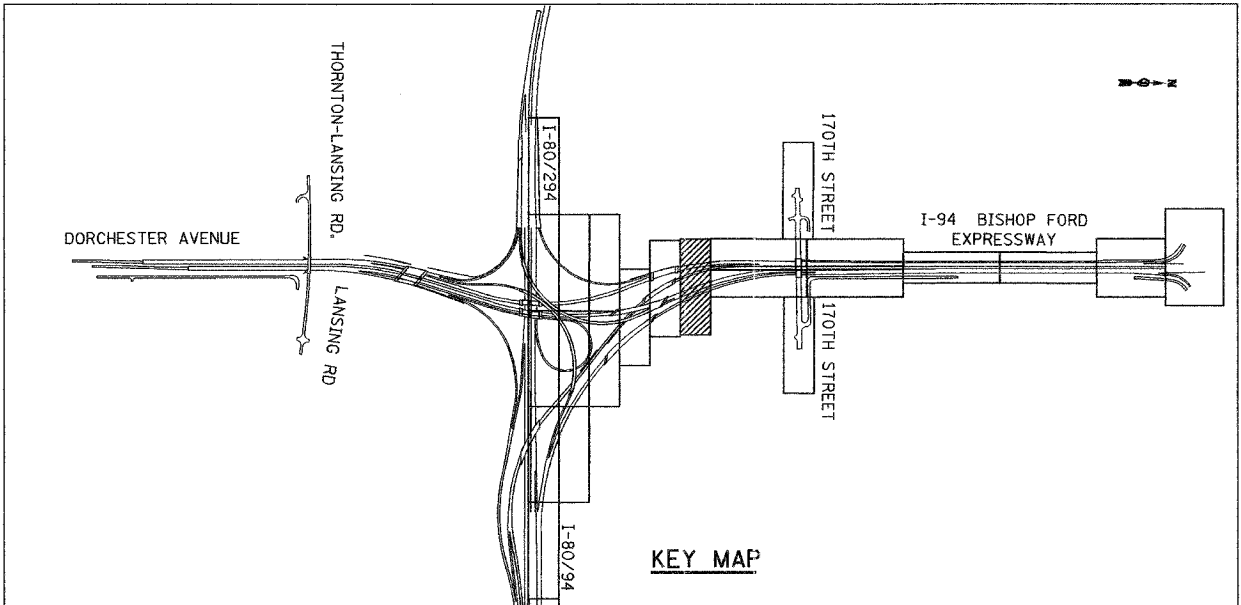 THORNTON-LANSING RD.
DORCHESTER AVENUE
LANSING RD
I-80/294
I-80/94
170TH STREET
170TH STREET
I-94 BISHOP FORD
EXPRESSWAY
N
KEY MAP